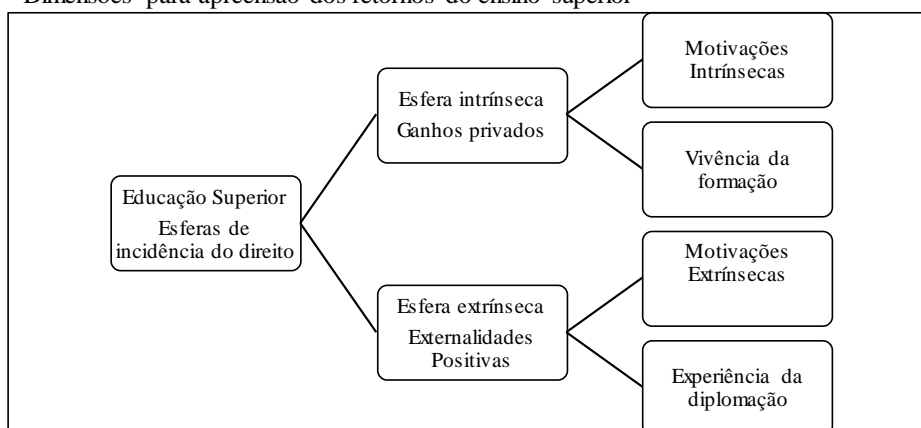 Dimensões para apreensão dos retornos do ensino superior
Educação Superior
Esferas de
incidência do direito
Esfera intrínseca
Ganhos privados
Motivações
Intrínsecas
Vivência da
formação
Esfera extrínseca
Externalidades
Positivas
Motivações
Extrínsecas
Experiência da
diplomação